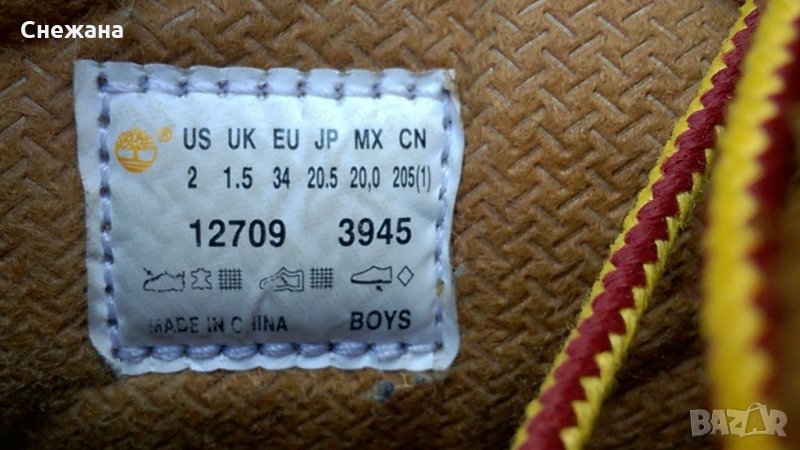 Снежана
® US UK EU JP MX CN
2 1.5 34 20.5 20,0 205(1)
12709 3945
MADE IN CHINA BOYS
BAZAR